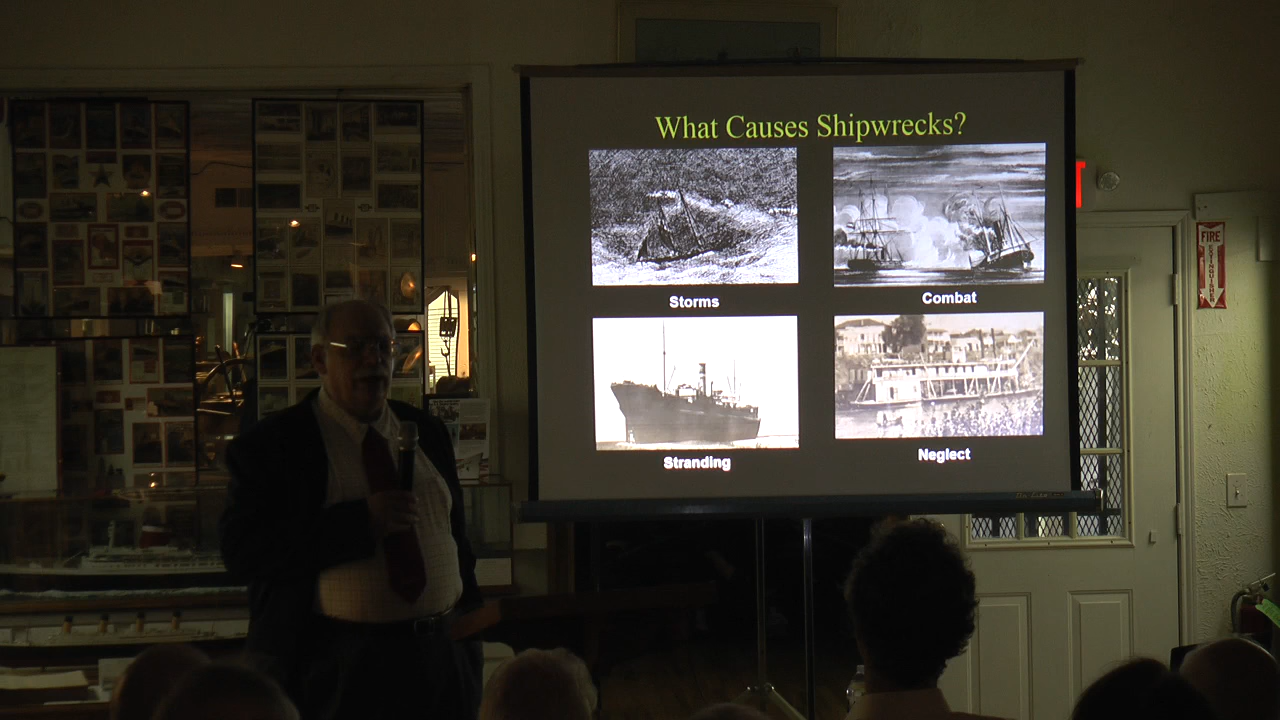 What Causes Shipwrecks?
Storms
Combat
Stranding
Neglect
FIRE
EXTINGUISHER